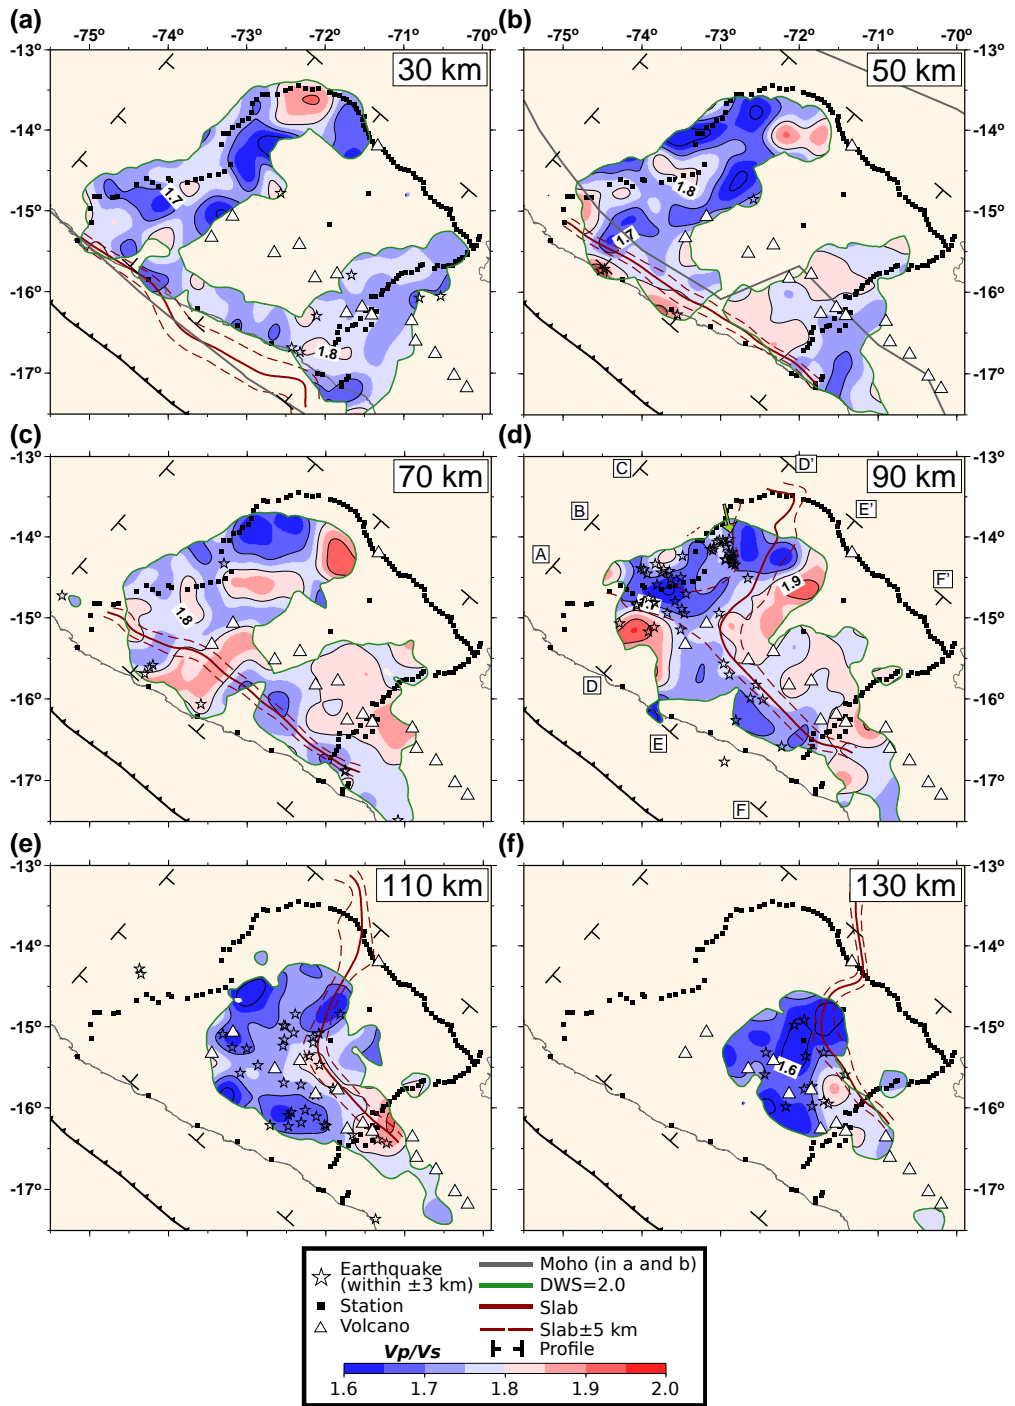 (a)
-75° -74° -73° -72° -71° -70°
(b)
-75° -74° -73° -72° -71° -70°
-13°
30 km
50 km
-13°
-14°
-14°
-15°
1.7
1.8
1.7
-15°
-16°
-16°
1.8
-17°
-17°
(c)
(d)
-13°
70 km
C
D'
90 km
-13°
B
E'
-14°
-14°
A
F'
1.8
1.9
1.7
-15°
-15°
D
-16°
-16°
E
F
-17°
-17°
(e)
(f)
-13°
110 km
130 km
-13°
-14°
-14°
-15°
-15°
1.6
-16°
-16°
-17°
-17°
Earthquake
(within ±3 km)
Station
Volcano
Moho (in a and b)
DWS=2.0
Slab
Slab±5 km
Profile
Vp/Vs
1.6 1.7 1.8 1.9 2.0